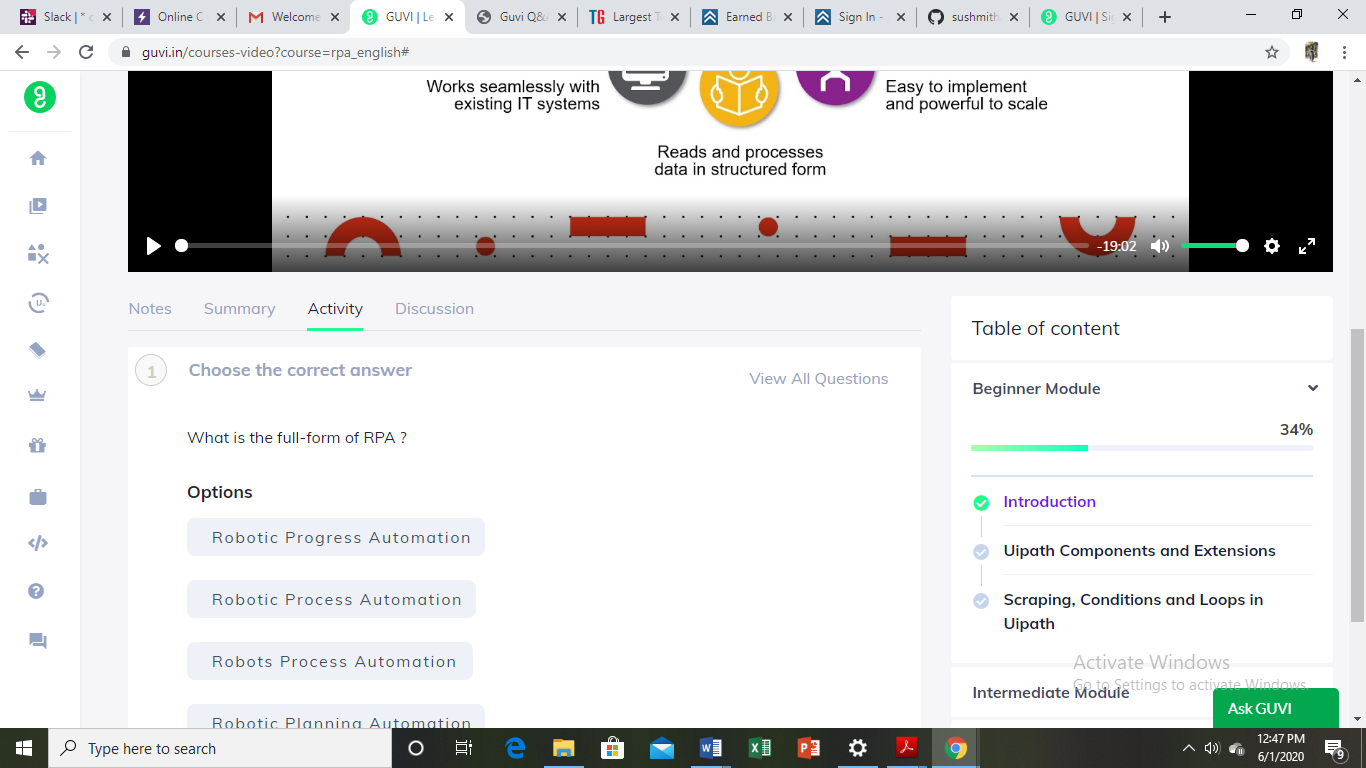 Slack | * c
Online C
Welcome
GUVI | Le
Guvi Q&A
TG Largest T
Earned B
Sign In -
sushmith
GUVI | Si
guvi.in/courses-video?course=rpa_english#
Works seamlessly with
existing IT systems
Easy to implement
and powerful to scale
Reads and processes
data in structured form
-19:02
Notes
Summary
Activity
Discussion
1
Choose the correct answer
View All Questions
What is the full-form of RPA ?
Options
Robotic Progress Automation
Robotic Process Automation
Robots Process Automation
Robotic Planning Automation
Table of content
Beginner Module
34%
Introduction
Uipath Components and Extensions
Scraping, Conditions and Loops in
Uipath
Intermediate Module
Activate Windows
Go to Settings to activate Windows.
Ask GUVI
Type here to search
12:47 PM
6/1/2020
9